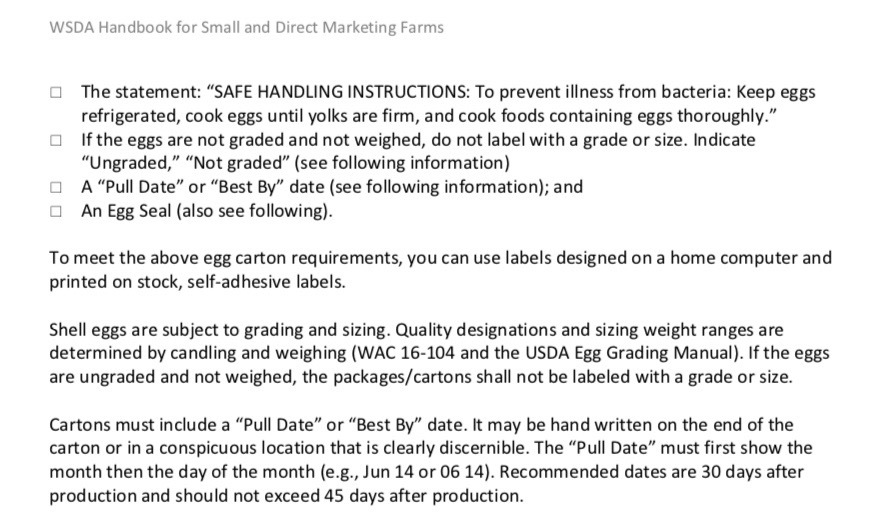 WSDA Handbook for Small and Direct Marketing Farms
☐ The statement: “SAFE HANDLING INSTRUCTIONS: To prevent illness from bacteria: Keep eggs
refrigerated, cook eggs until yolks are firm, and cook foods containing eggs thoroughly.”
☐ If the eggs are not graded and not weighed, do not label with a grade or size. Indicate
“Ungraded,” “Not graded” (see following information)
☐ A “Pull Date” or “Best By” date (see following information); and
☐ An Egg Seal (also see following).
To meet the above egg carton requirements, you can use labels designed on a home computer and
printed on stock, self-adhesive labels.
Shell eggs are subject to grading and sizing. Quality designations and sizing weight ranges are
determined by candling and weighing (WAC 16-104 and the USDA Egg Grading Manual). If the eggs
are ungraded and not weighed, the packages/cartons shall not be labeled with a grade or size.
Cartons must include a “Pull Date” or “Best By” date. It may be hand written on the end of the
carton or in a conspicuous location that is clearly discernible. The “Pull Date” must first show the
month then the day of the month (e.g., Jun 14 or 06 14). Recommended dates are 30 days after
production and should not exceed 45 days after production.